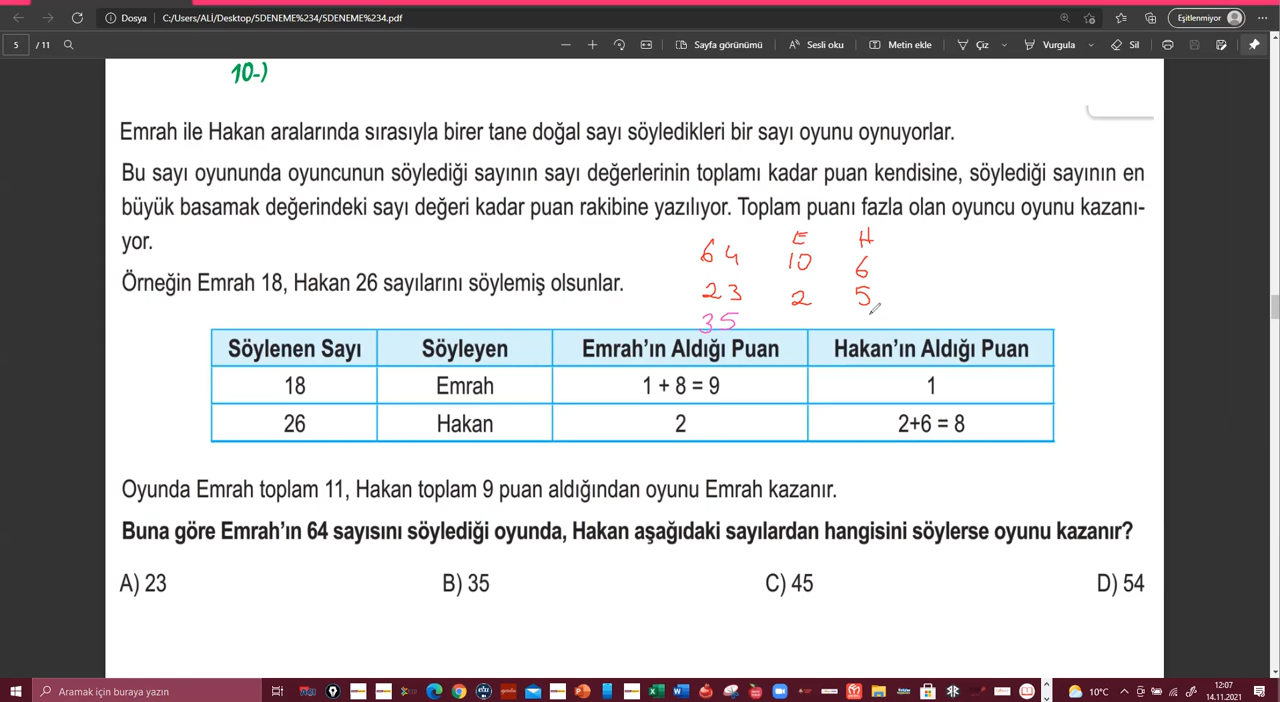 Dosya
C:/Users/ALİ/Desktop/5DENEME%234/5DENEME%234.pdf
Eşitlenmiyor
5 / 11
Sayfa görünümü
Sesli oku
Metin ekle
Çiz
Vurgula
Sil
10-)
Emrah ile Hakan aralarında sırasıyla birer tane doğal sayı söyledikleri bir sayı oyunu oynuyorlar.
Bu sayı oyununda oyuncunun söylediği sayının sayı değerlerinin toplamı kadar puan kendisine, söylediği sayının en
büyük basamak değerindeki sayı değeri kadar puan rakibine yazılıyor. Toplam puanı fazla olan oyuncu oyunu kazanı-
yor.
E H
64 10 6
Örneğin Emrah 18, Hakan 26 sayılarını söylemiş olsunlar.
23 2 5
35
Söylenen Sayı Söyleyen Emrah'ın Aldığı Puan Hakan'ın Aldığı Puan
18 Emrah 1 + 8 = 9 1
26 Hakan 2 2+6 = 8
Oyunda Emrah toplam 11, Hakan toplam 9 puan aldığından oyunu Emrah kazanır.
Buna göre Emrah'ın 64 sayısını söylediği oyunda, Hakan aşağıdaki sayılardan hangisini söylerse oyunu kazanır?
A) 23 B) 35 C) 45 D) 54
Aramak için buraya yazın
10°C
12:07
14.11.2021